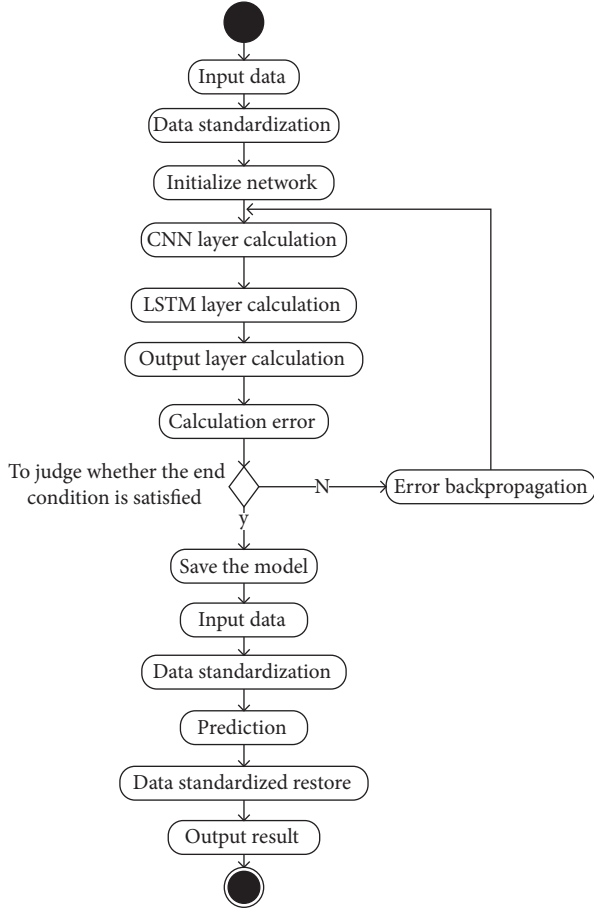 Input data
Data standardization
Initialize network
CNN layer calculation
LSTM layer calculation
Output layer calculation
Calculation error
To judge whether the end
condition is satisfied
N
Error backpropagation
y
Save the model
Input data
Data standardization
Prediction
Data standardized restore
Output result